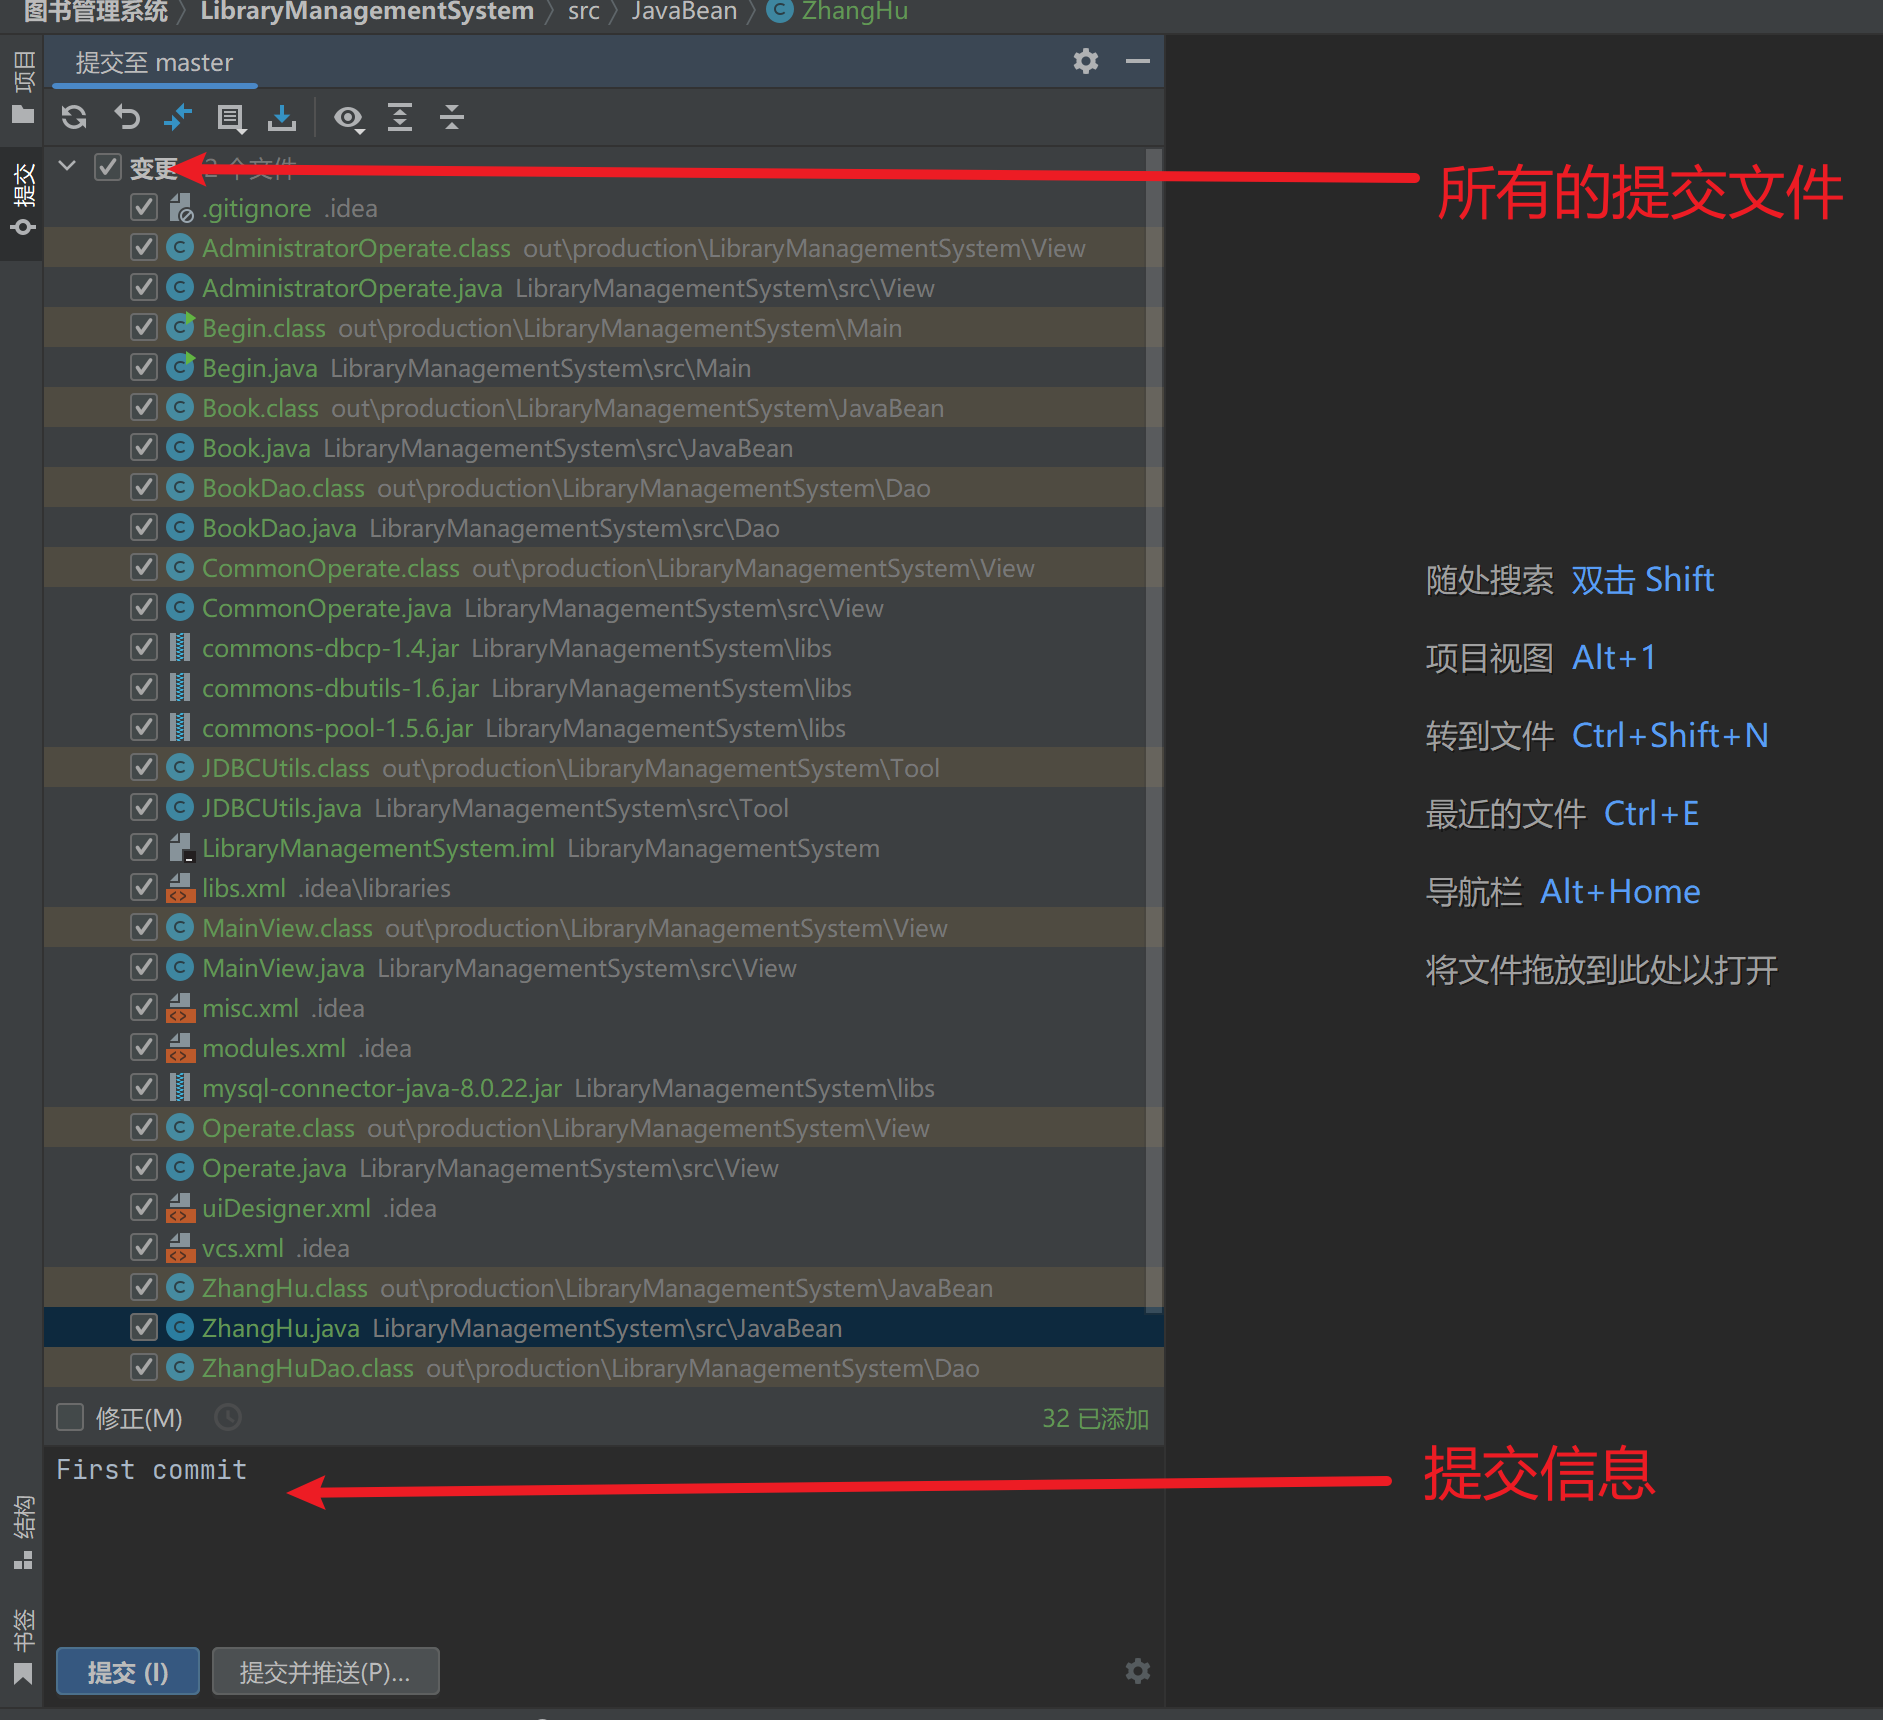 图书管理系统 〉 LibraryManagementSystem 〉 src 〉 JavaBean 〉 ZhangHu
项目
提交
结构
书签
提交至 master
变更 2 个文件
.gitignore .idea
AdministratorOperate.class out\production\LibraryManagementSystem\View
AdministratorOperate.java LibraryManagementSystem\src\View
Begin.class out\production\LibraryManagementSystem\Main
Begin.java LibraryManagementSystem\src\Main
Book.class out\production\LibraryManagementSystem\JavaBean
Book.java LibraryManagementSystem\src\JavaBean
BookDao.class out\production\LibraryManagementSystem\Dao
BookDao.java LibraryManagementSystem\src\Dao
CommonOperate.class out\production\LibraryManagementSystem\View
CommonOperate.java LibraryManagementSystem\src\View
commons-dbcp-1.4.jar LibraryManagementSystem\libs
commons-dbutils-1.6.jar LibraryManagementSystem\libs
commons-pool-1.5.6.jar LibraryManagementSystem\libs
JDBCUtils.class out\production\LibraryManagementSystem\Tool
JDBCUtils.java LibraryManagementSystem\src\Tool
LibraryManagementSystem.iml LibraryManagementSystem
libs.xml .idea\libraries
MainView.class out\production\LibraryManagementSystem\View
MainView.java LibraryManagementSystem\src\View
misc.xml .idea
modules.xml .idea
mysql-connector-java-8.0.22.jar LibraryManagementSystem\libs
Operate.class out\production\LibraryManagementSystem\View
Operate.java LibraryManagementSystem\src\View
uiDesigner.xml .idea
vcs.xml .idea
ZhangHu.class out\production\LibraryManagementSystem\JavaBean
ZhangHu.java LibraryManagementSystem\src\JavaBean
ZhangHuDao.class out\production\LibraryManagementSystem\Dao
修正(M)
32 已添加
First commit
提交 (I)
提交并推送(P)...
所有的提交文件
随处搜索 双击 Shift
项目视图 Alt+1
转到文件 Ctrl+Shift+N
最近的文件 Ctrl+E
导航栏 Alt+Home
将文件拖放到此处以打开
提交信息